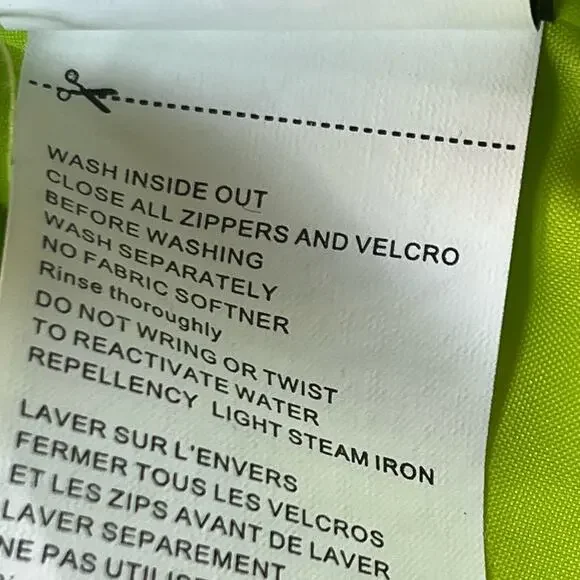 WASH INSIDE OUT
CLOSE ALL ZIPPERS AND VELCRO
BEFORE WASHING
WASH SEPARATELY
NO FABRIC SOFTNER
Rinse thoroughly
DO NOT WRING OR TWIST
TO REACTIVATE WATER
REPELLENCY LIGHT STEAM IRON
LAVER SUR L'ENVERS
FERMER TOUS LES VELCROS
ET LES ZIPS AVANT DE LAVER
LAVER SEPAREMENT
NE PAS